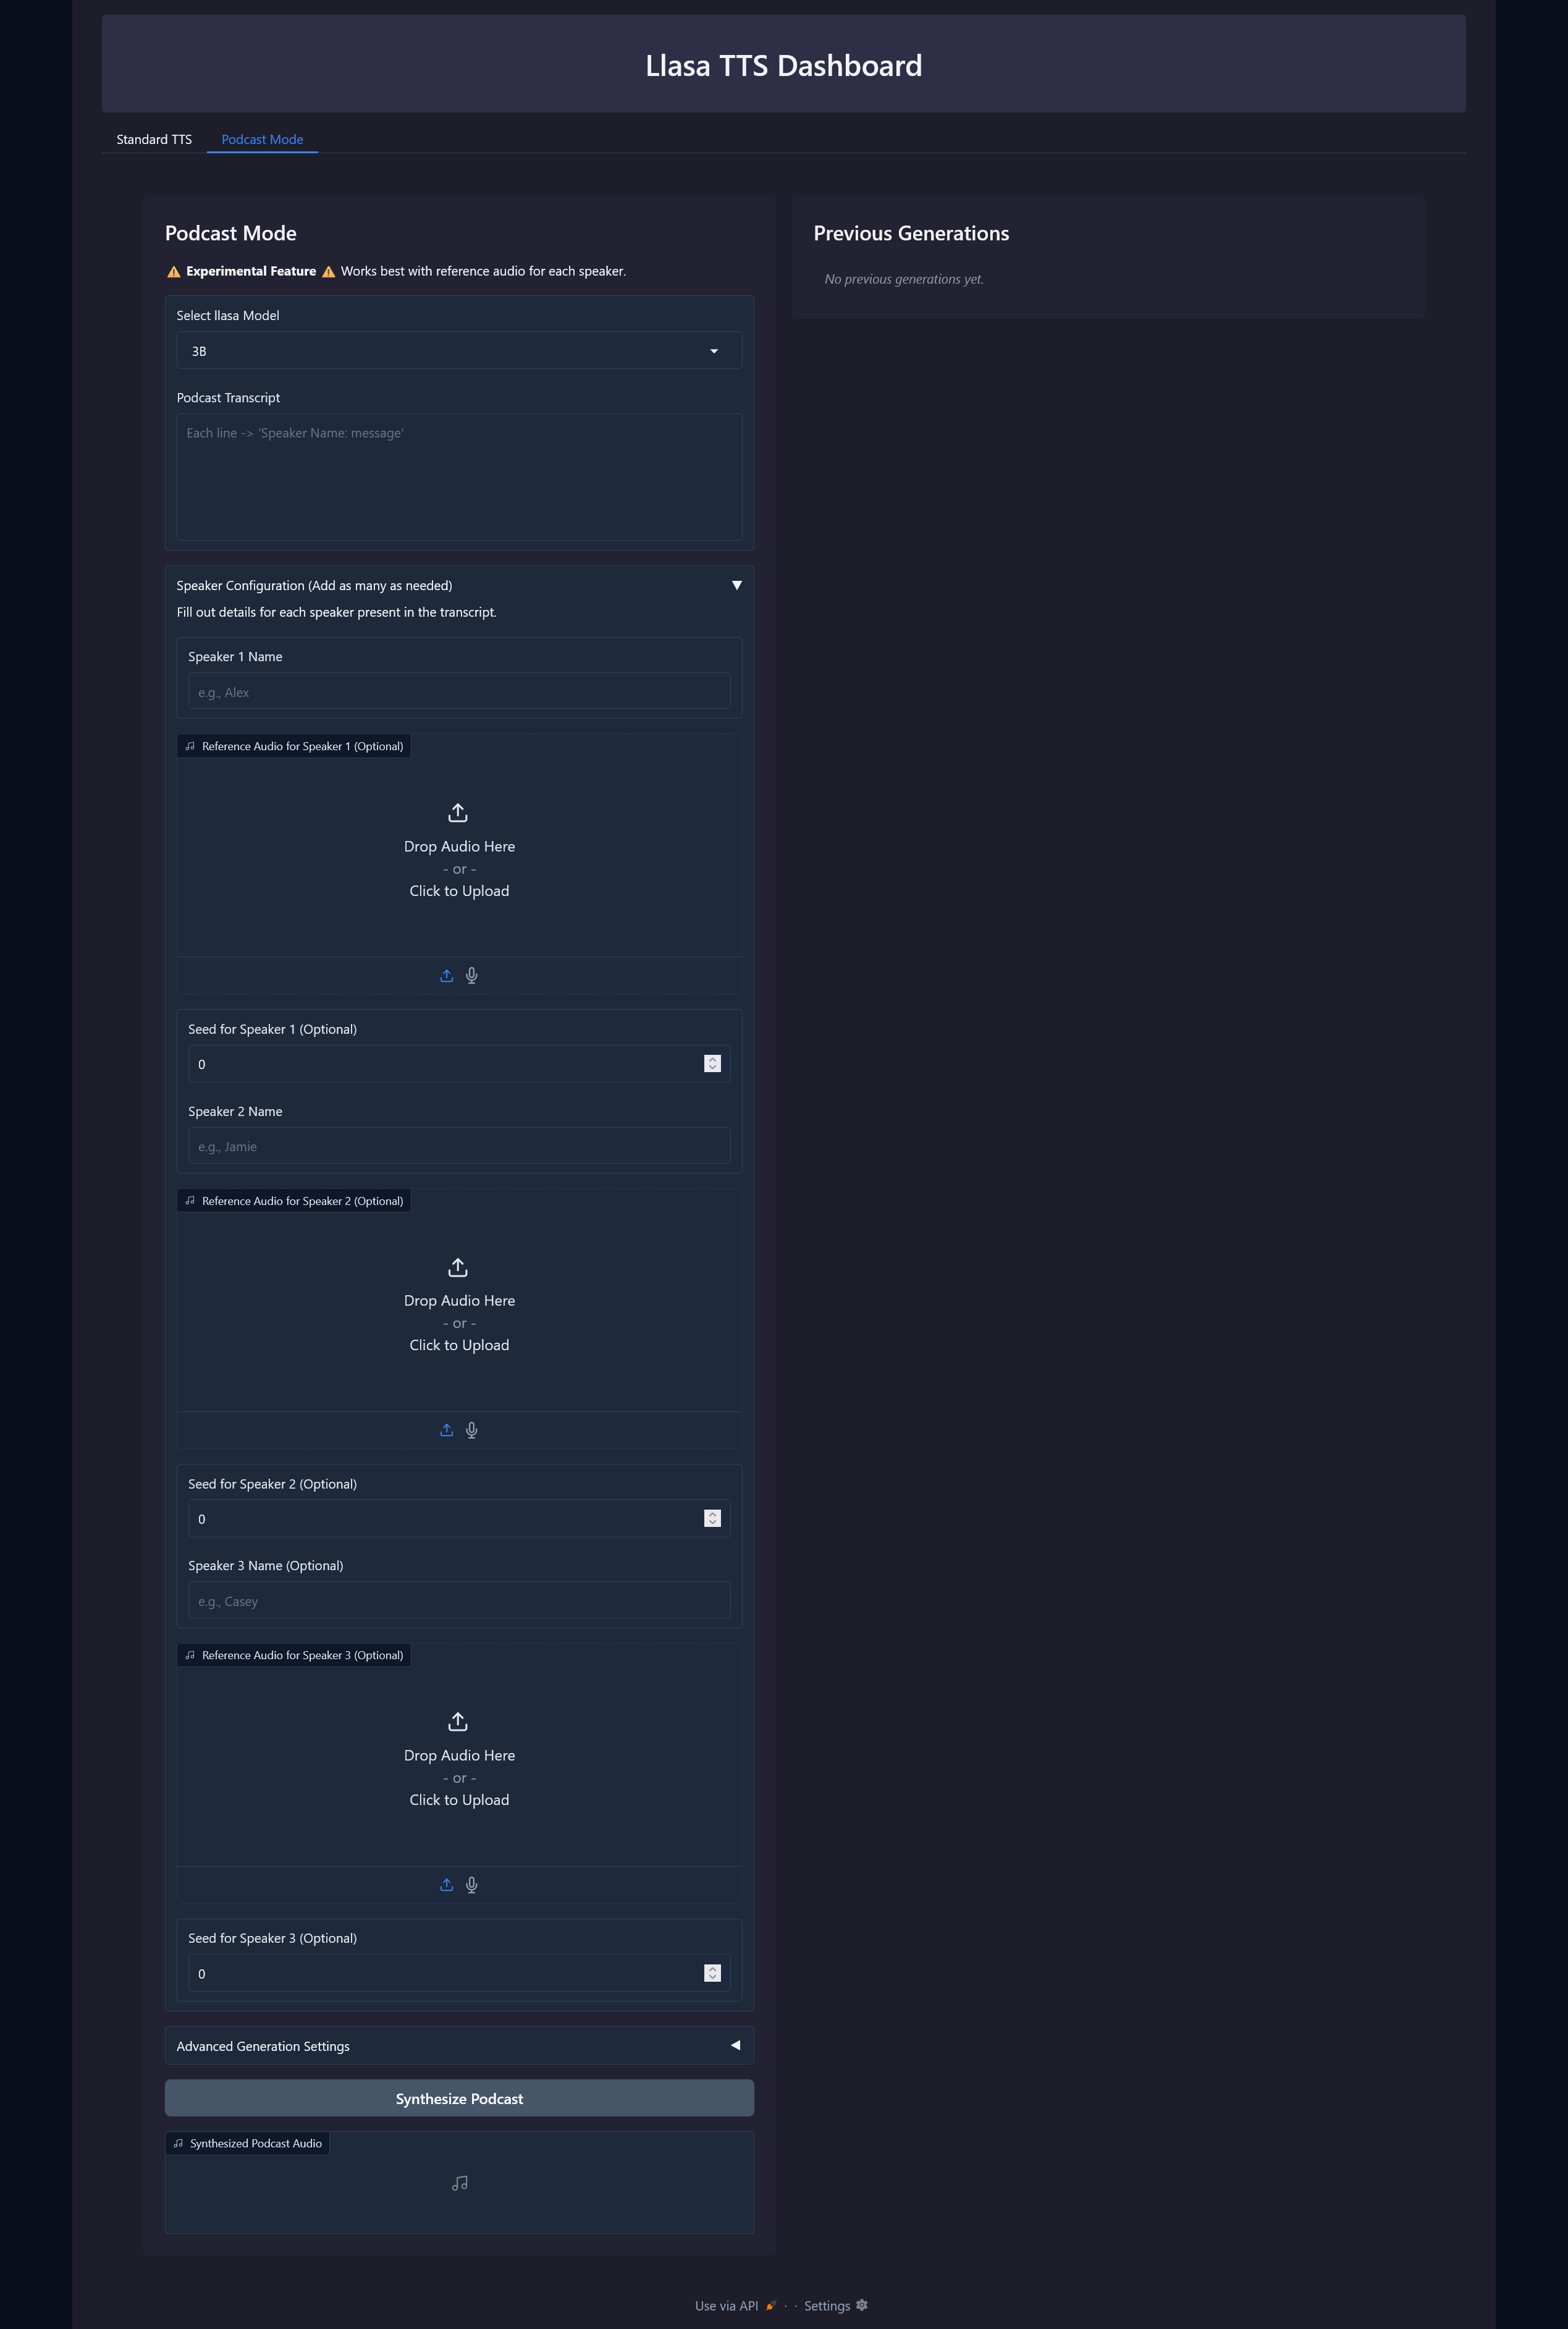 Llasa TTS Dashboard
Standard TTS
Podcast Mode
Podcast Mode
⚠️ Experimental Feature ⚠️ Works best with reference audio for each speaker.
Select llasa Model
3B
Podcast Transcript
Each line -> 'Speaker Name: message'
Speaker Configuration (Add as many as needed)
Fill out details for each speaker present in the transcript.
Speaker 1 Name
e.g., Alex
Reference Audio for Speaker 1 (Optional)
Drop Audio Here
- or -
Click to Upload
Seed for Speaker 1 (Optional)
0
Speaker 2 Name
e.g., Jamie
Reference Audio for Speaker 2 (Optional)
Drop Audio Here
- or -
Click to Upload
Seed for Speaker 2 (Optional)
0
Speaker 3 Name (Optional)
e.g., Casey
Reference Audio for Speaker 3 (Optional)
Drop Audio Here
- or -
Click to Upload
Seed for Speaker 3 (Optional)
0
Advanced Generation Settings
Synthesize Podcast
Synthesized Podcast Audio
Previous Generations
No previous generations yet.
Use via API · · Settings